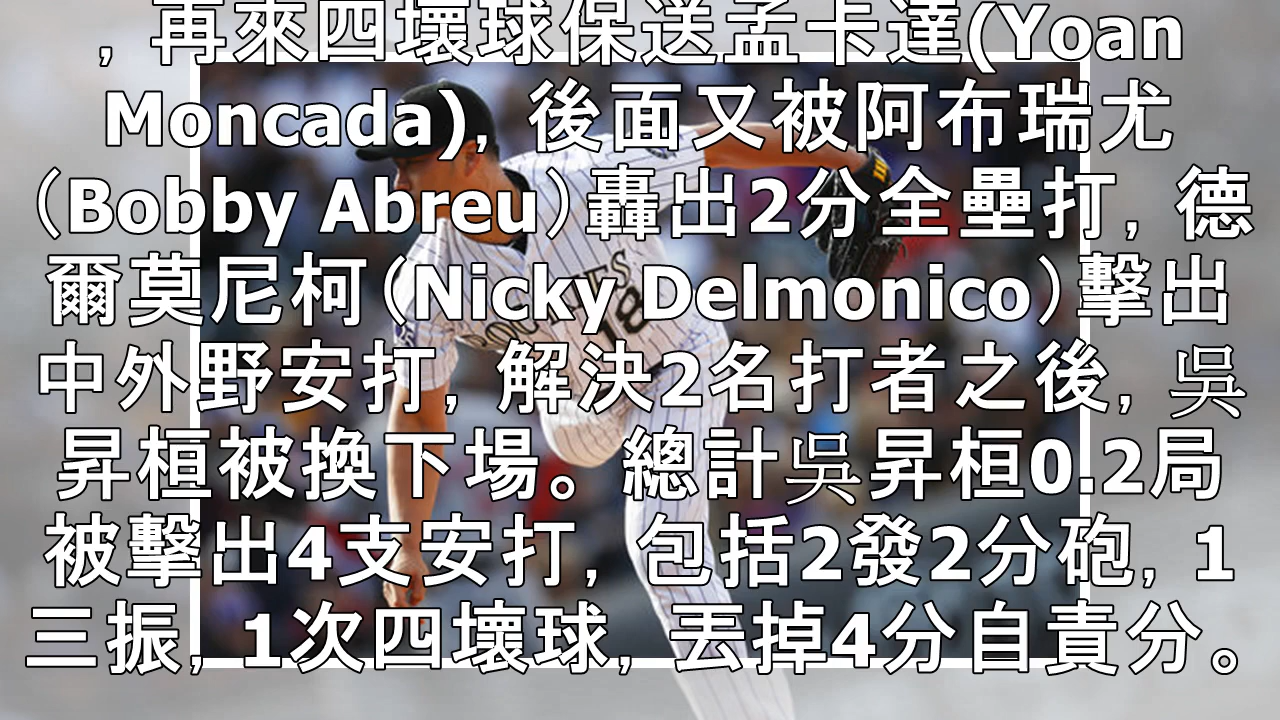 , 再來四壞球保送孟卡達(Yoan
Moncada), 後面又被阿布瑞尤
(Bobby Abreu)轟出2分全壘打, 德
爾莫尼柯(Nicky Delmonico)擊出
中外野安打, 解決2名打者之後, 吳
昇桓被換下場。總計吳昇桓0.2局
被擊出4支安打, 包括2發2分砲, 1
三振, 1次四壞球, 丟掉4分自責分。
ROCKIES
18